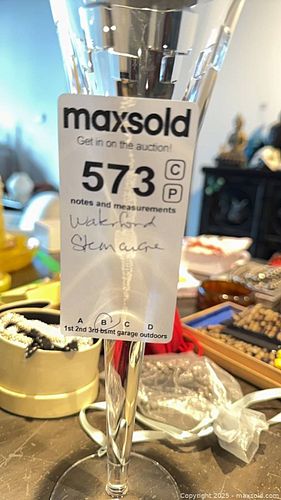 maxsold
Get in on the auction!
573
C
P
notes and measurements
Waterford
Stemware
A B C D
1st 2nd 3rd bsmt garage outdoors
Copyright 2025 - maxsold.com